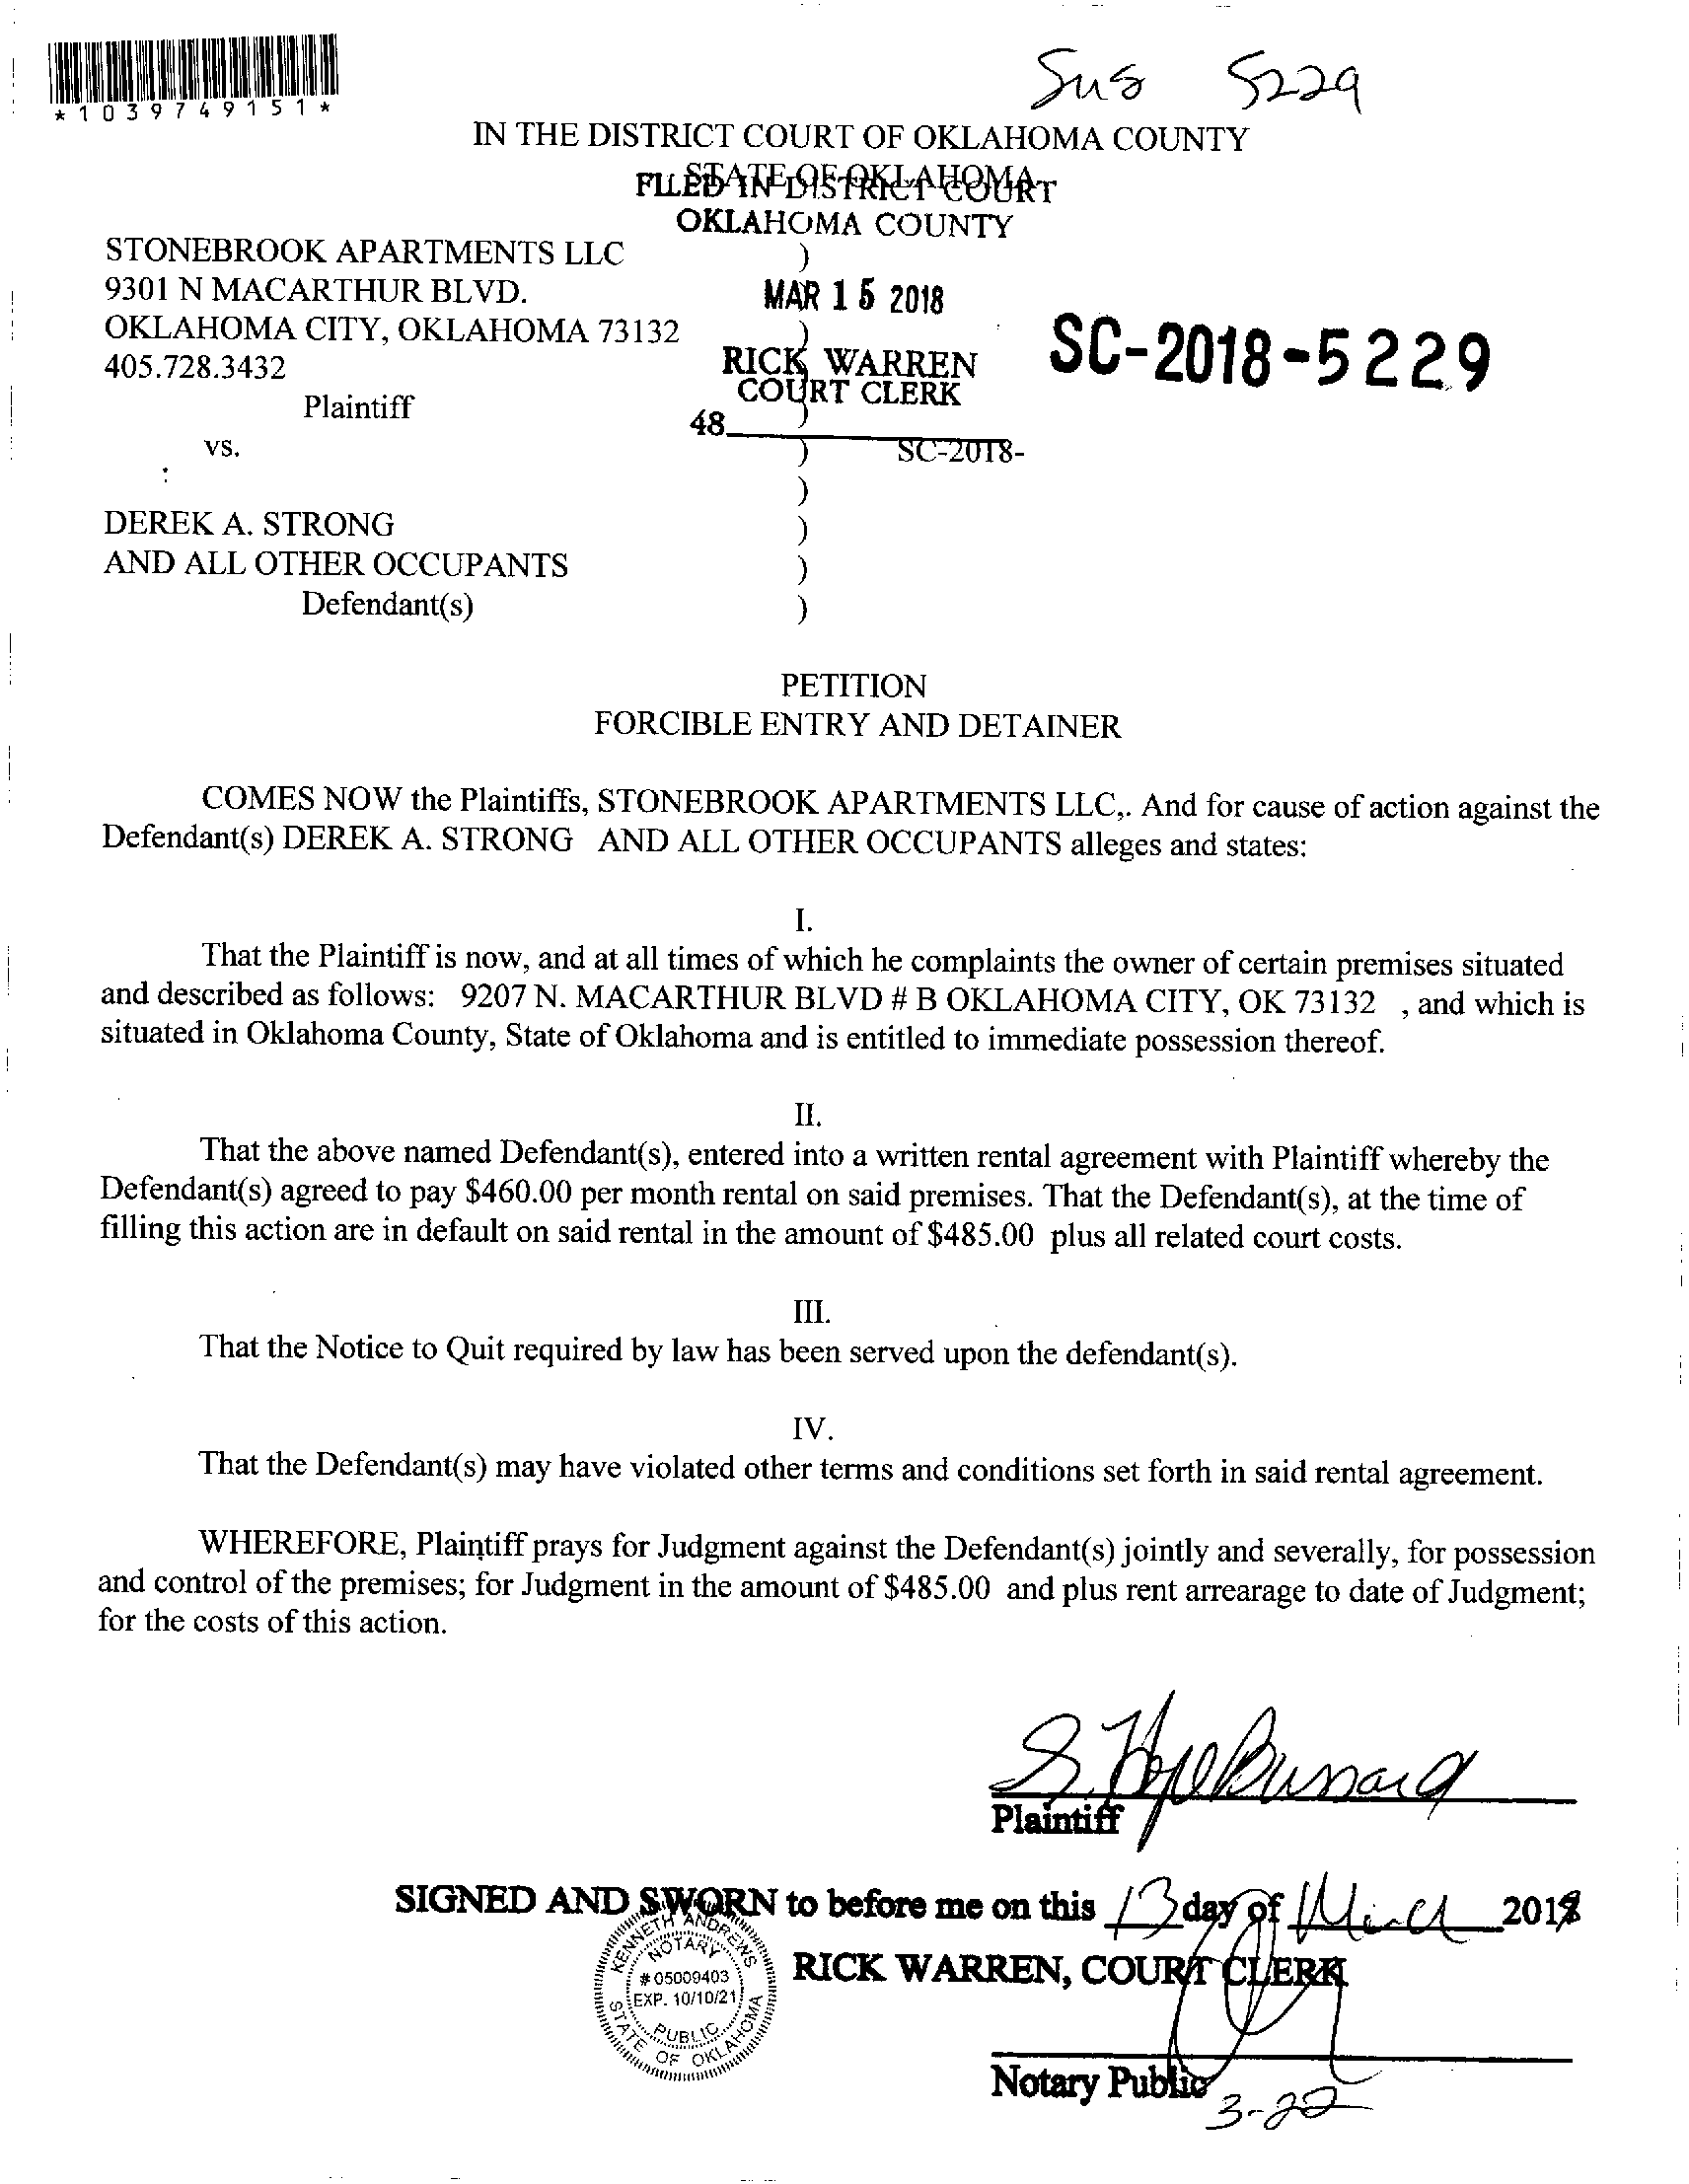 *1039749151*
Sus 5229
IN THE DISTRICT COURT OF OKLAHOMA COUNTY
STATE OF OKLAHOMA
FILED IN DISTRICT COURT
OKLAHOMA COUNTY
STONEBROOK APARTMENTS LLC )
9301 N MACARTHUR BLVD.
MAR 15 2018
OKLAHOMA CITY, OKLAHOMA 73132 )
SC-2018-5229
405.728.3432 )
RICK WARREN
COURT CLERK
Plaintiff )
48
vs. ) SC-2018-
)
DEREK A. STRONG )
AND ALL OTHER OCCUPANTS )
Defendant(s) )
PETITION
FORCIBLE ENTRY AND DETAINER
COMES NOW the Plaintiffs, STONEBROOK APARTMENTS LLC,. And for cause of action against the
Defendant(s) DEREK A. STRONG AND ALL OTHER OCCUPANTS alleges and states:
I.
That the Plaintiff is now, and at all times of which he complaints the owner of certain premises situated
and described as follows: 9207 N. MACARTHUR BLVD # B OKLAHOMA CITY, OK 73132 , and which is
situated in Oklahoma County, State of Oklahoma and is entitled to immediate possession thereof.
II.
That the above named Defendant(s), entered into a written rental agreement with Plaintiff whereby the
Defendant(s) agreed to pay $460.00 per month rental on said premises. That the Defendant(s), at the time of
filling this action are in default on said rental in the amount of $485.00 plus all related court costs.
III.
That the Notice to Quit required by law has been served upon the defendant(s).
IV.
That the Defendant(s) may have violated other terms and conditions set forth in said rental agreement.
WHEREFORE, Plaintiff prays for Judgment against the Defendant(s) jointly and severally, for possession
and control of the premises; for Judgment in the amount of $485.00 and plus rent arrearage to date of Judgment;
for the costs of this action.
S. Hope Bussard
Plaintiff
SIGNED AND SWORN to before me on this 13 day of March 2018
KENNETH ANDREWS
NOTARY
# 05009403
EXP. 10/10/21
PUBLIC
STATE OF OKLAHOMA
RICK WARREN, COURT CLERK
Notary Public
3-22